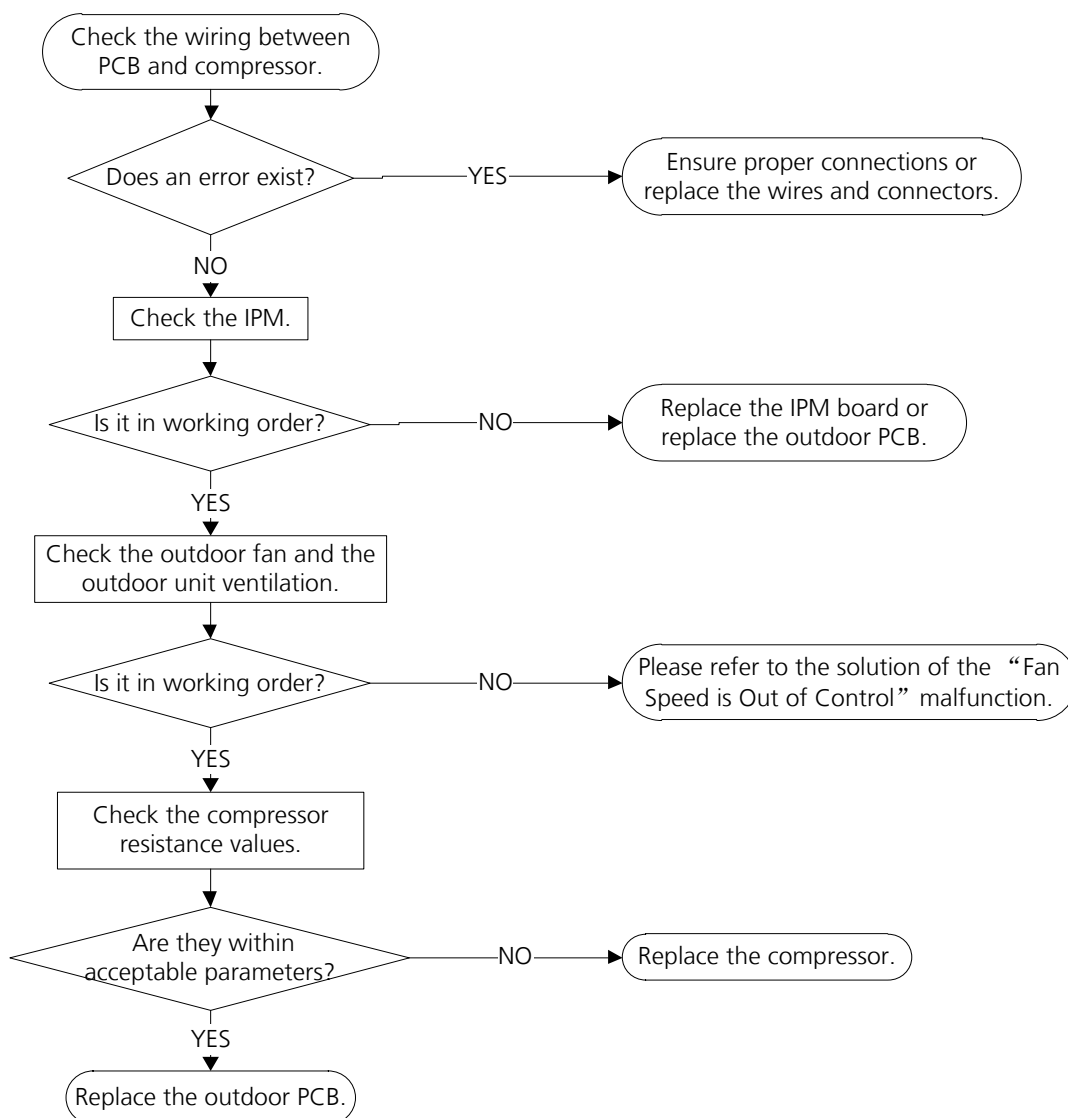 Check the wiring between
PCB and compressor.
Does an error exist?
YES
Ensure proper connections or
replace the wires and connectors.
NO
Check the IPM.
Is it in working order?
NO
Replace the IPM board or
replace the outdoor PCB.
YES
Check the outdoor fan and the
outdoor unit ventilation.
Is it in working order?
NO
Please refer to the solution of the “Fan
Speed is Out of Control” malfunction.
YES
Check the compressor
resistance values.
Are they within
acceptable parameters?
NO
Replace the compressor.
YES
Replace the outdoor PCB.